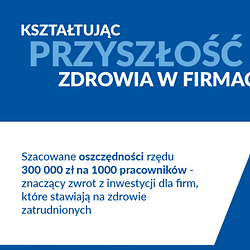 KSZTAŁTUJĄC
PRZYSZŁOŚĆ
ZDROWIA W FIRMAC
Szacowane oszczędności rzędu
300 000 zł na 1000 pracowników -
znaczący zwrot z inwestycji dla firm,
które stawiają na zdrowie
zatrudnionych